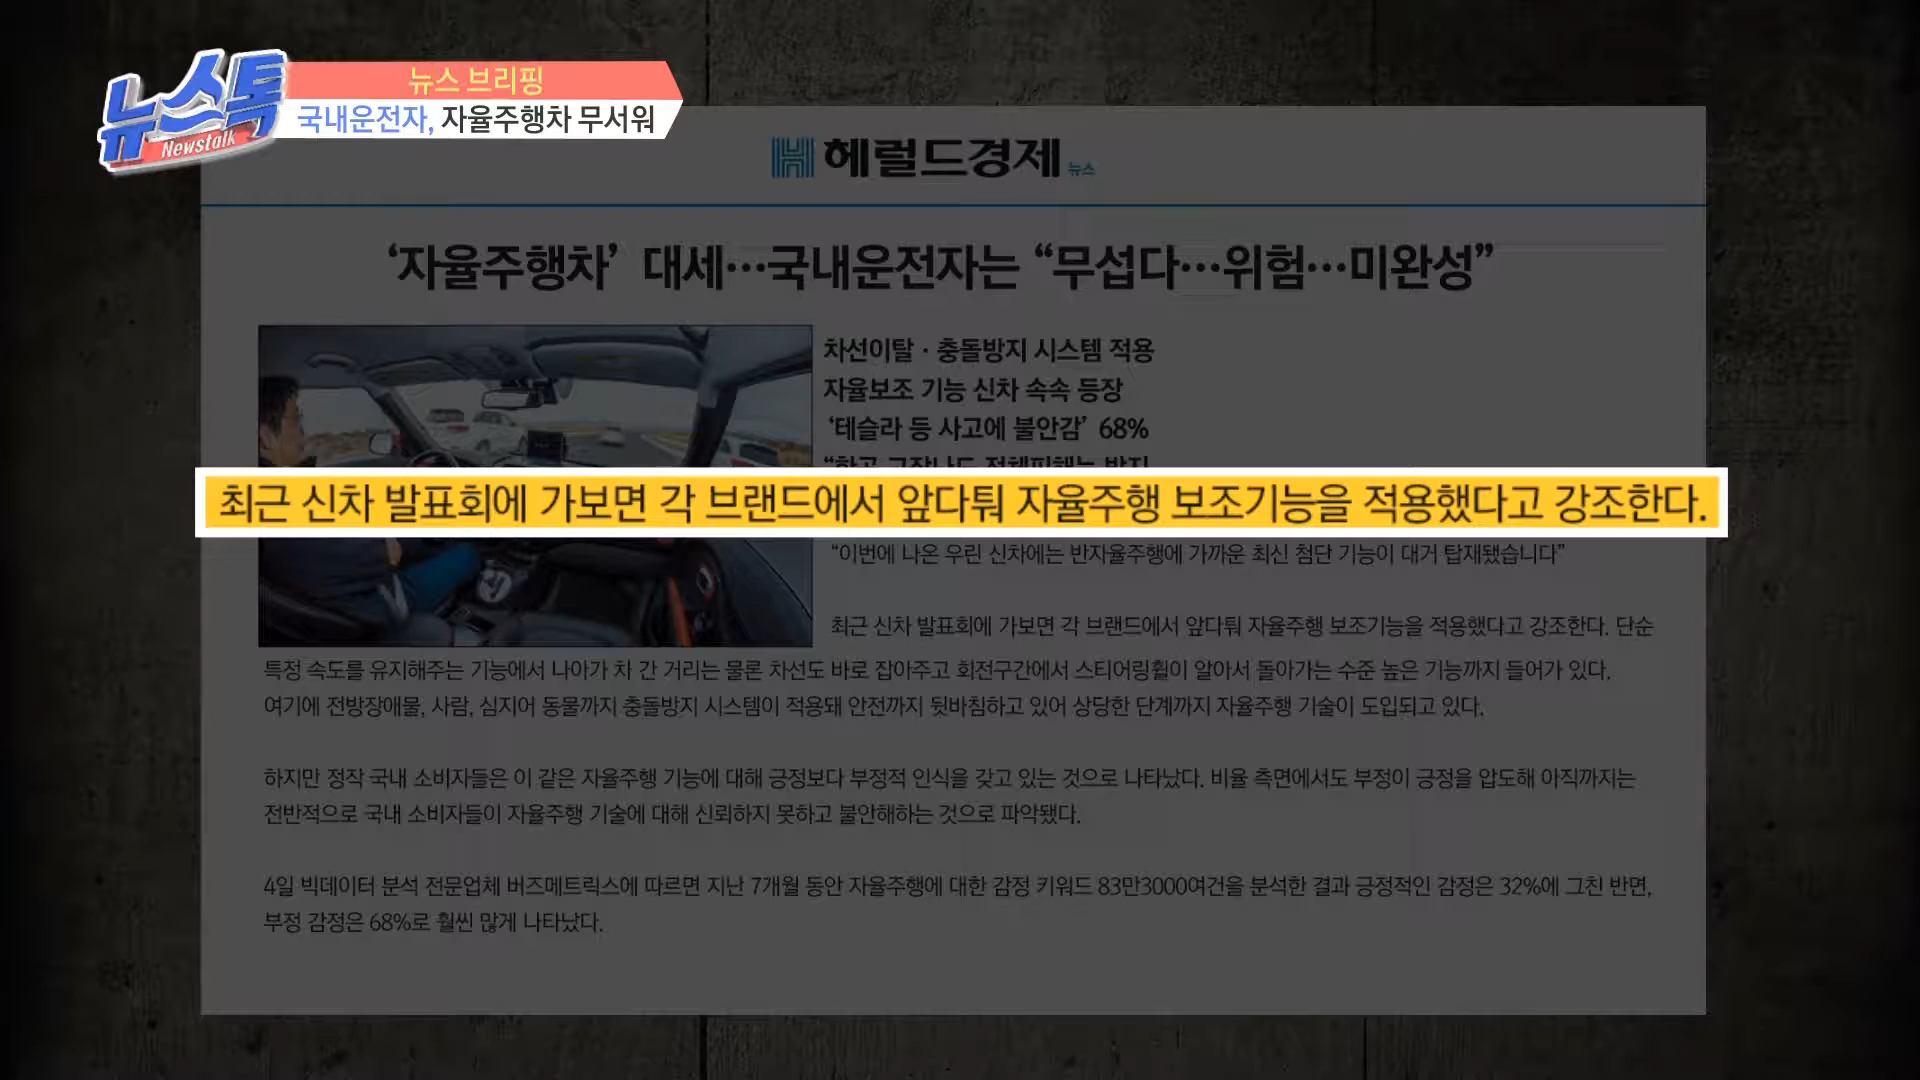 뉴스톡
Newstalk
뉴스 브리핑
국내운전자, 자율주행차 무서워
헤럴드경제 뉴스
‘자율주행차’ 대세…국내운전자는 “무섭다…위험…미완성”
차선이탈 · 충돌방지 시스템 적용
자율보조 기능 신차 속속 등장
‘테슬라 등 사고에 불안감’ 68%
최근 신차 발표회에 가보면 각 브랜드에서 앞다퉈 자율주행 보조기능을 적용했다고 강조한다.
“이번에 나온 우린 신차에는 반자율주행에 가까운 최신 첨단 기능이 대거 탑재됐습니다”
최근 신차 발표회에 가보면 각 브랜드에서 앞다퉈 자율주행 보조기능을 적용했다고 강조한다. 단순
특정 속도를 유지해주는 기능에서 나아가 차 간 거리는 물론 차선도 바로 잡아주고 회전구간에서 스티어링휠이 알아서 돌아가는 수준 높은 기능까지 들어가 있다.
여기에 전방장애물, 사람, 심지어 동물까지 충돌방지 시스템이 적용돼 안전까지 뒷바침하고 있어 상당한 단계까지 자율주행 기술이 도입되고 있다.
하지만 정작 국내 소비자들은 이 같은 자율주행 기능에 대해 긍정보다 부정적 인식을 갖고 있는 것으로 나타났다. 비율 측면에서도 부정이 긍정을 압도해 아직까지는
전반적으로 국내 소비자들이 자율주행 기술에 대해 신뢰하지 못하고 불안해하는 것으로 파악됐다.
4일 빅데이터 분석 전문업체 버즈메트릭스에 따르면 지난 7개월 동안 자율주행에 대한 감정 키워드 83만3000여건을 분석한 결과 긍정적인 감정은 32%에 그친 반면,
부정 감정은 68%로 훨씬 많게 나타났다.